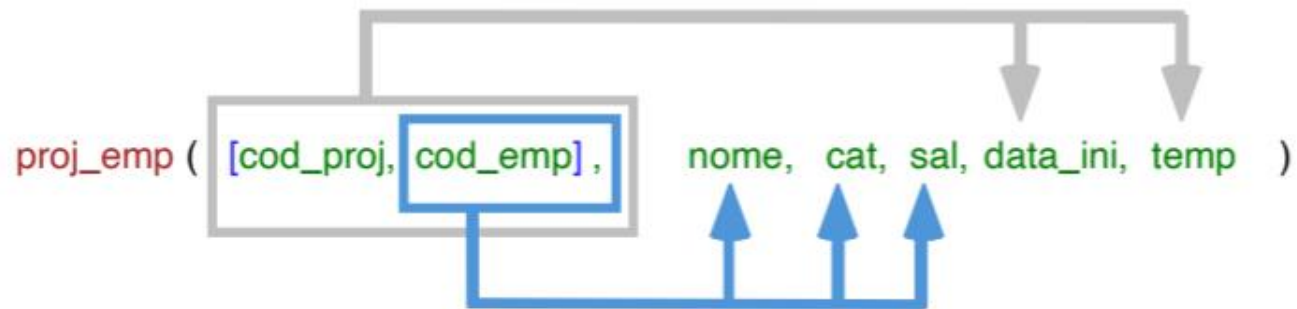 proj_emp ( [cod_proj, cod_emp] , nome, cat, sal, data_ini, temp )